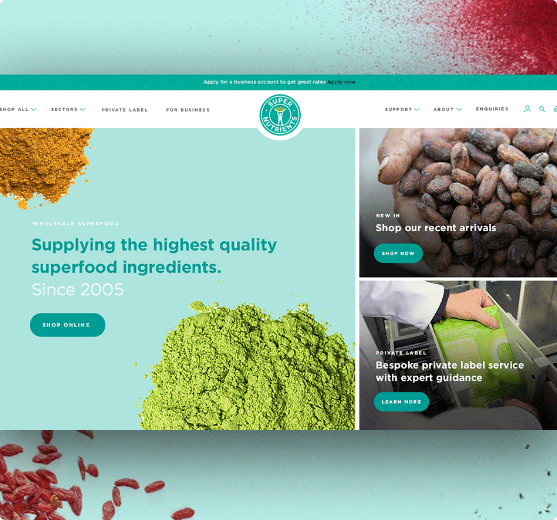 Apply for a business account to get great rates Apply now
SHOP ALL
SECTORS
PRIVATE LABEL
FOR BUSINESS
SUPER
NUTRIENTS
SUPPORT
ABOUT
ENQUIRIES
WHOLESALE SUPERFOOD
Supplying the highest quality
superfood ingredients.
Since 2005
SHOP ONLINE
NEW IN
Shop our recent arrivals
SHOP NOW
PRIVATE LABEL
Bespoke private label service
with expert guidance
LEARN MORE